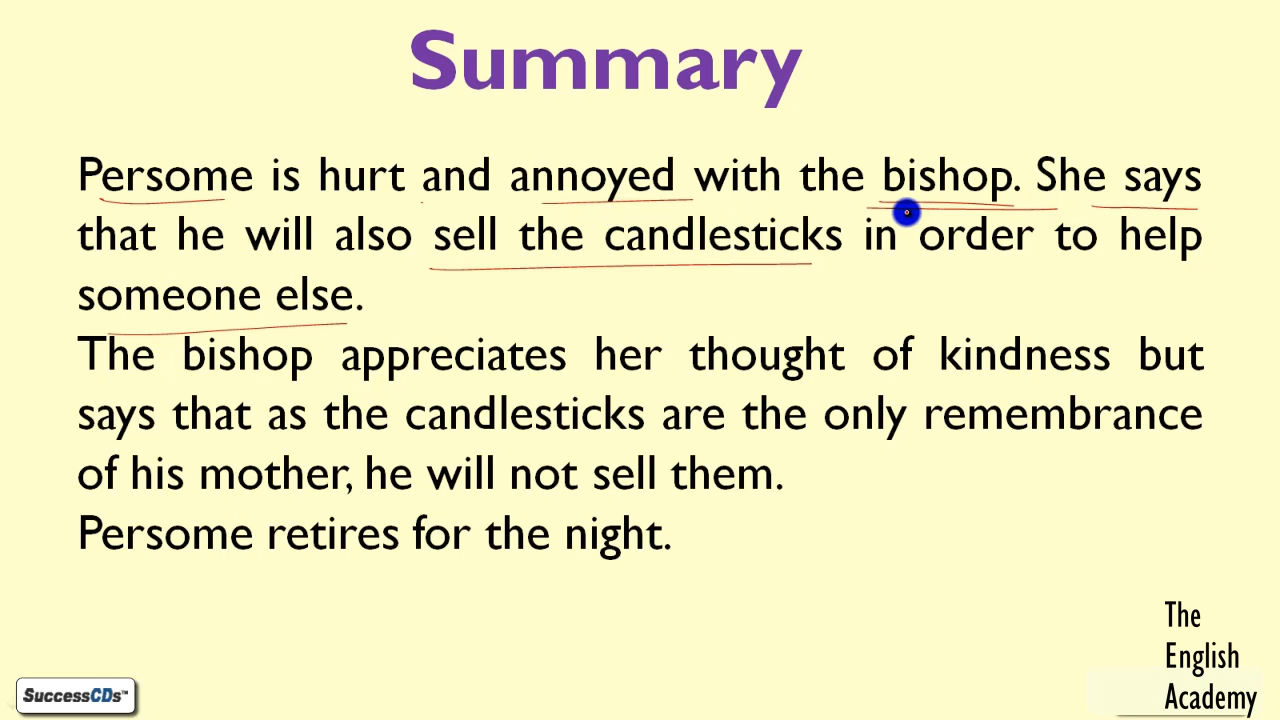 Summary
Persome is hurt and annoyed with the bishop. She says
that he will also sell the candlesticks in order to help
someone else.
The bishop appreciates her thought of kindness but
says that as the candlesticks are the only remembrance
of his mother, he will not sell them.
Persome retires for the night.
The
English
Academy
SuccessCDs™